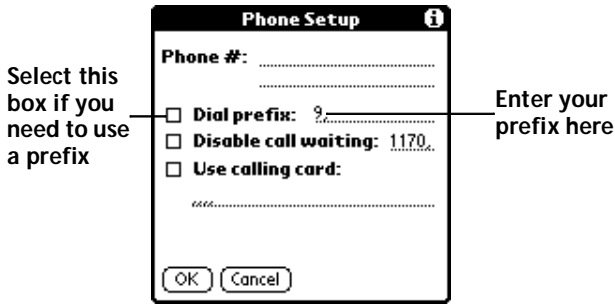 Phone Setup
Phone #:
Select this
box if you
need to use
a prefix
Dial prefix: 9,
Enter your
prefix here
Disable call waiting: 1170,
Use calling card:
,,,,
OK Cancel